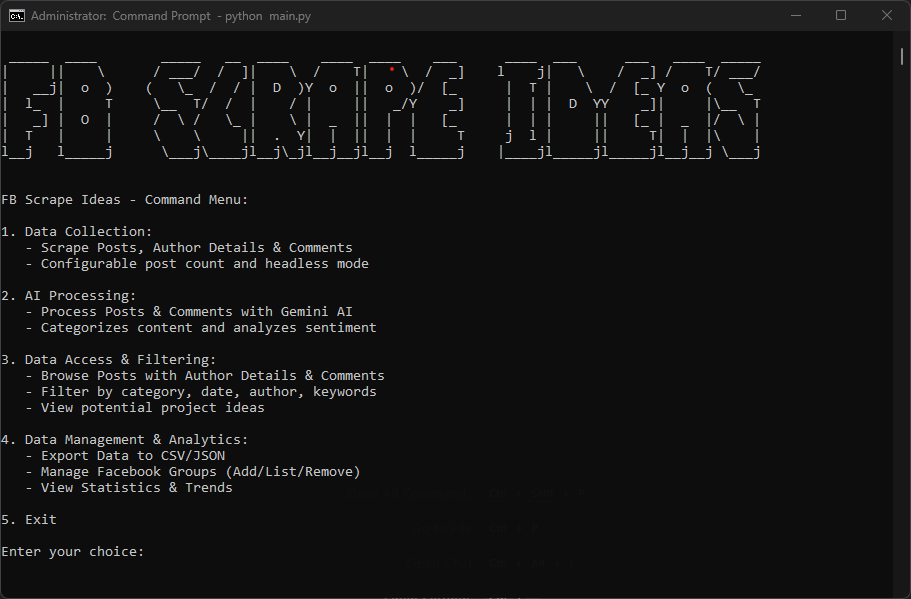 Administrator: Command Prompt - python main.py
FB SCRAPE IDEAS
FB Scrape Ideas - Command Menu:
1. Data Collection:
- Scrape Posts, Author Details & Comments
- Configurable post count and headless mode
2. AI Processing:
- Process Posts & Comments with Gemini AI
- Categorizes content and analyzes sentiment
3. Data Access & Filtering:
- Browse Posts with Author Details & Comments
- Filter by category, date, author, keywords
- View potential project ideas
4. Data Management & Analytics:
- Export Data to CSV/JSON
- Manage Facebook Groups (Add/List/Remove)
- View Statistics & Trends
5. Exit
Enter your choice: